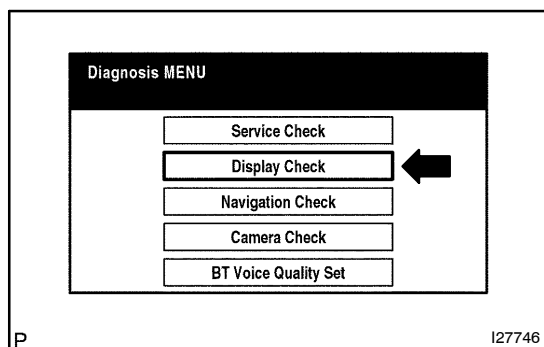 Diagnosis MENU
Service Check
Display Check
Navigation Check
Camera Check
BT Voice Quality Set
P
I27746